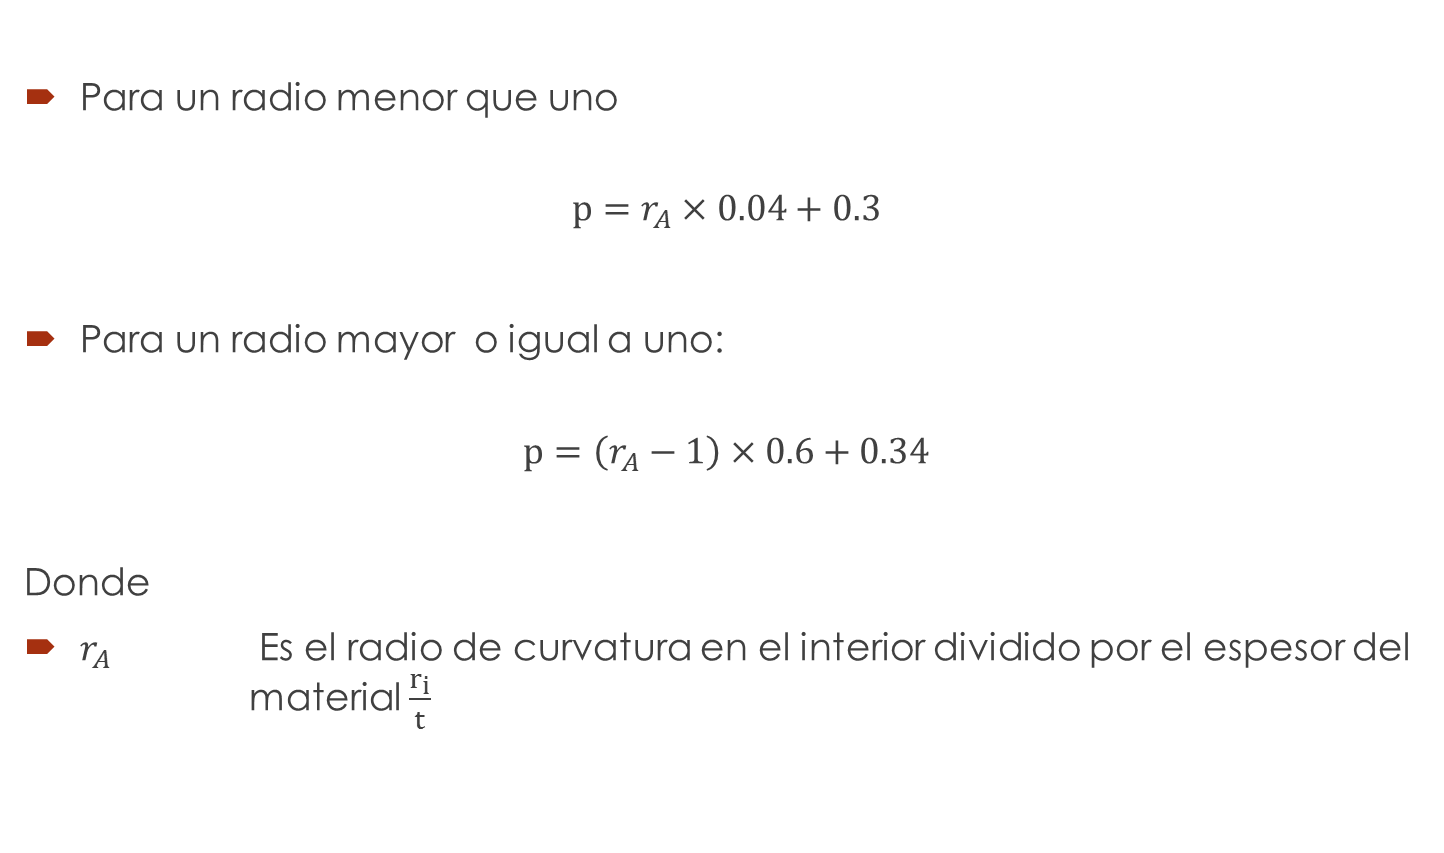 Para un radio menor que uno
p = r_A × 0.04 + 0.3
Para un radio mayor o igual a uno:
p = (r_A − 1) × 0.6 + 0.34
Donde
r_A Es el radio de curvatura en el interior dividido por el espesor del
material r_i/t